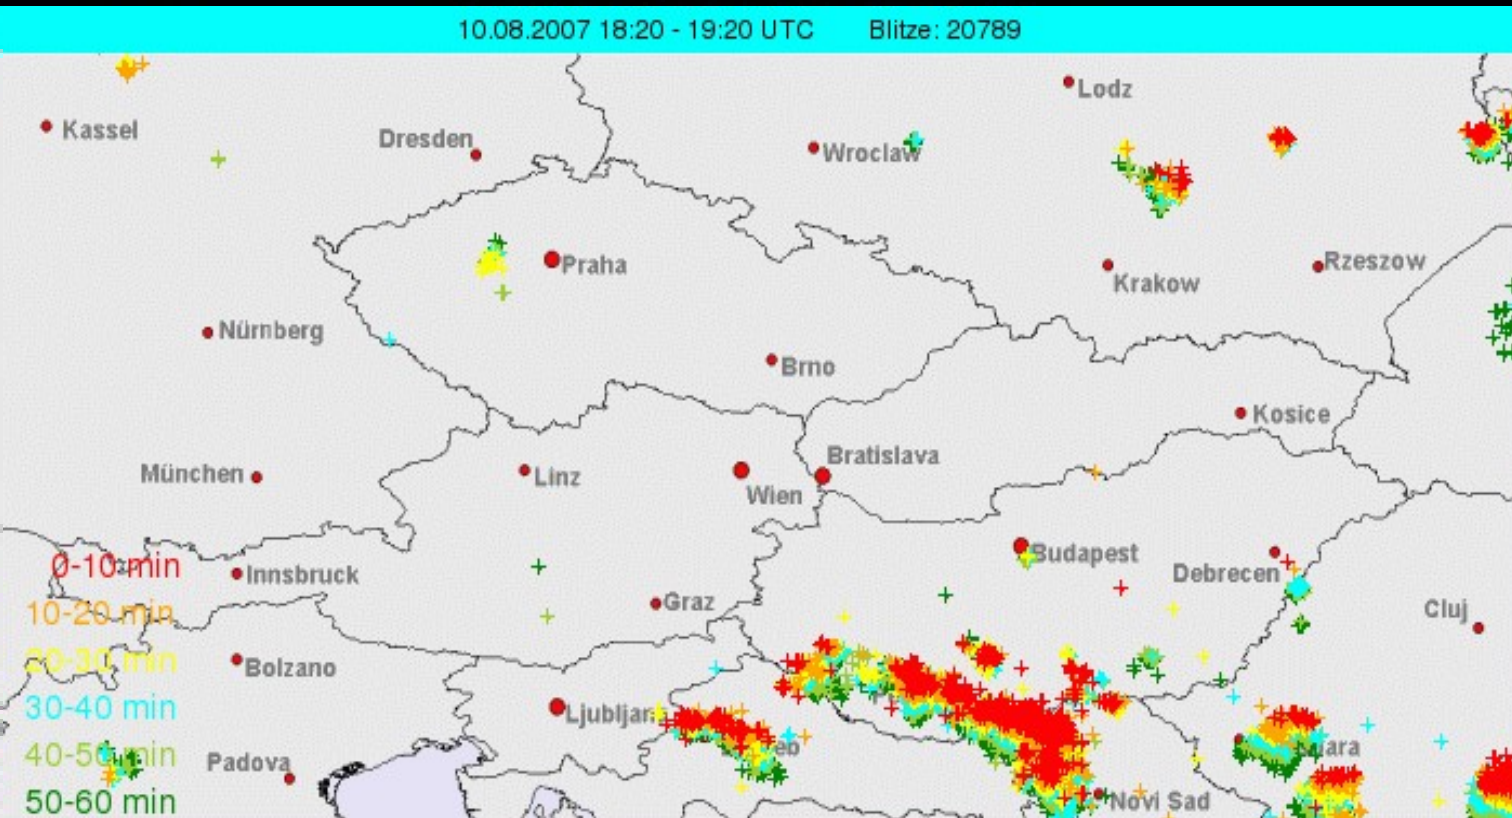 10.08.2007 18:20 - 19:20 UTC Blitze: 20789
Lodz
Kassel
Dresden
Wroclaw
Praha
Rzeszow
Krakow
Nürnberg
Brno
Kosice
Bratislava
München
Linz
Wien
Budapest
Debrecen
0-10 min
Innsbruck
Graz
Cluj
10-20 min
20-30 min
Bolzano
30-40 min
40-50 min
Padova
50-60 min
Novi Sad